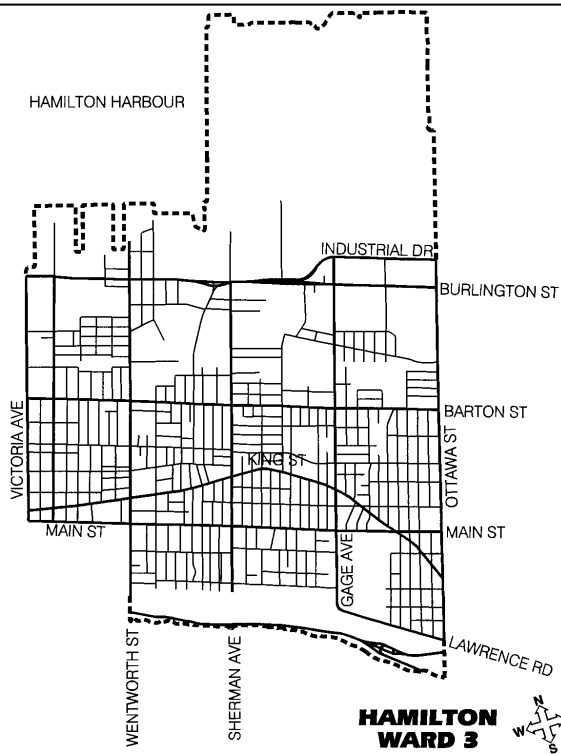 HAMILTON HARBOUR
INDUSTRIAL DR
BURLINGTON ST
BARTON ST
VICTORIA AVE
OTTAWA ST
KING ST
MAIN ST
MAIN ST
GAGE AVE
LAWRENCE RD
WENTWORTH ST
SHERMAN AVE
HAMILTON
WARD 3
N
W
E
S